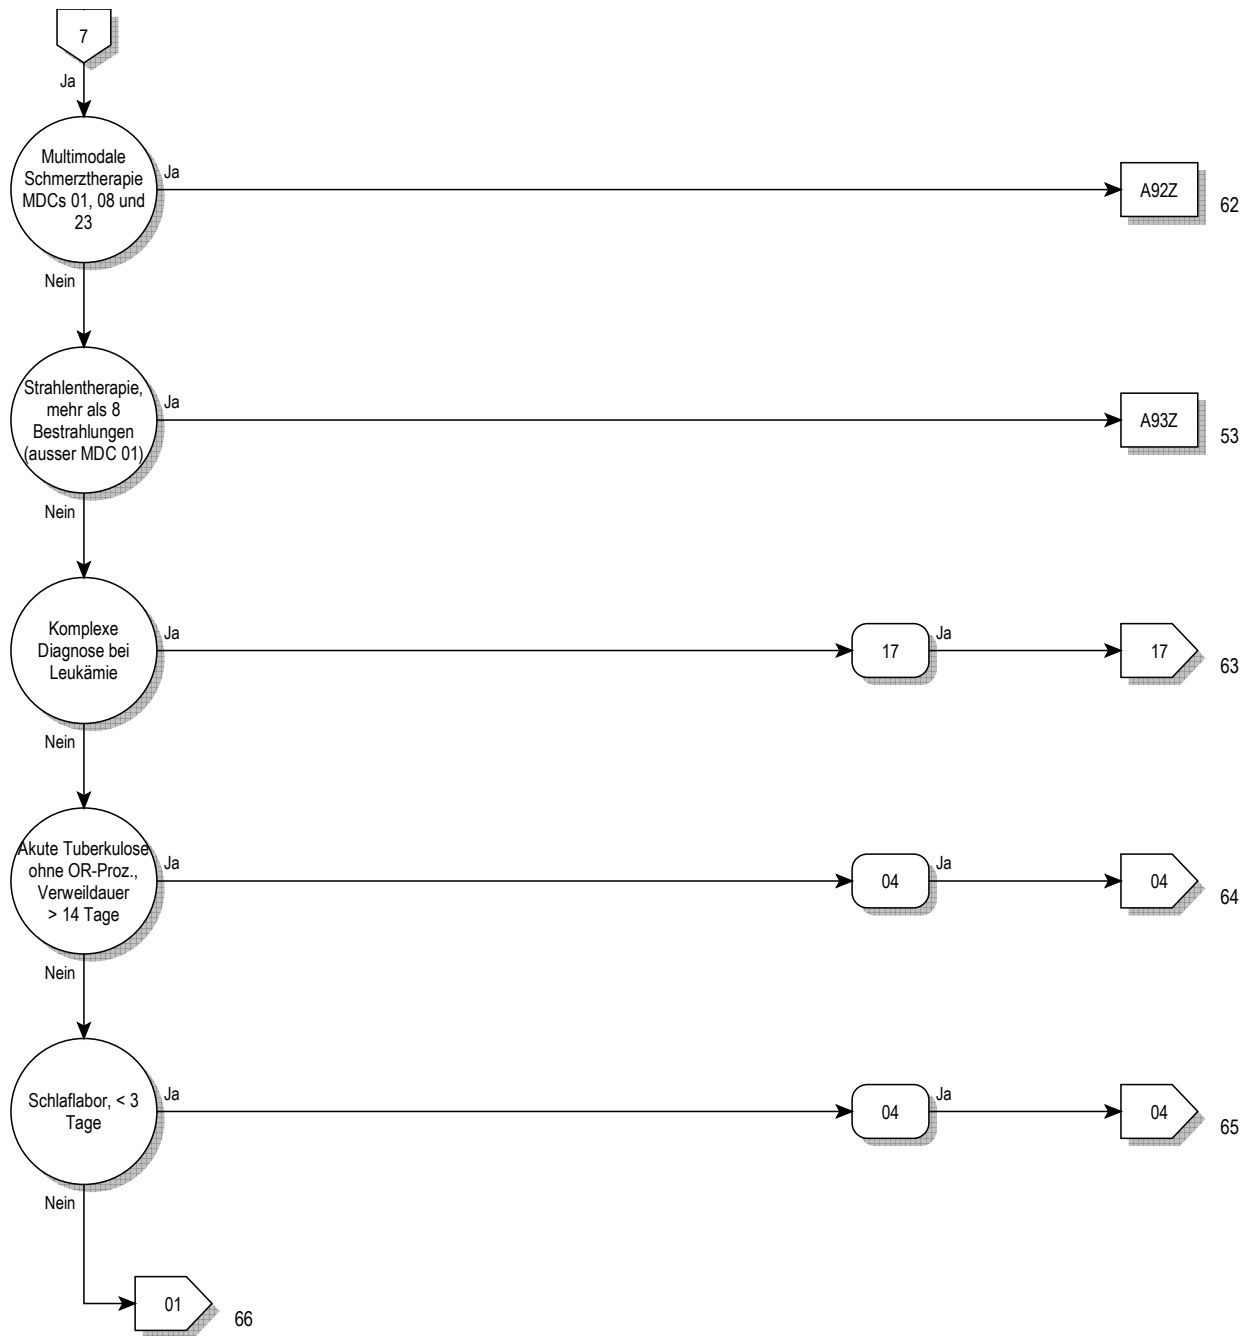 7
Ja
Multimodale
Schmerztherapie
MDCs 01, 08 und
23
Ja
A92Z
62
Nein
Strahlentherapie,
mehr als 8
Bestrahlungen
(ausser MDC 01)
Ja
A93Z
53
Nein
Komplexe
Diagnose bei
Leukämie
Ja
17
Ja
17
63
Nein
Akute Tuberkulose
ohne OR-Proz.,
Verweildauer
> 14 Tage
Ja
04
Ja
04
64
Nein
Schlaflabor, < 3
Tage
Ja
04
Ja
04
65
Nein
01
66